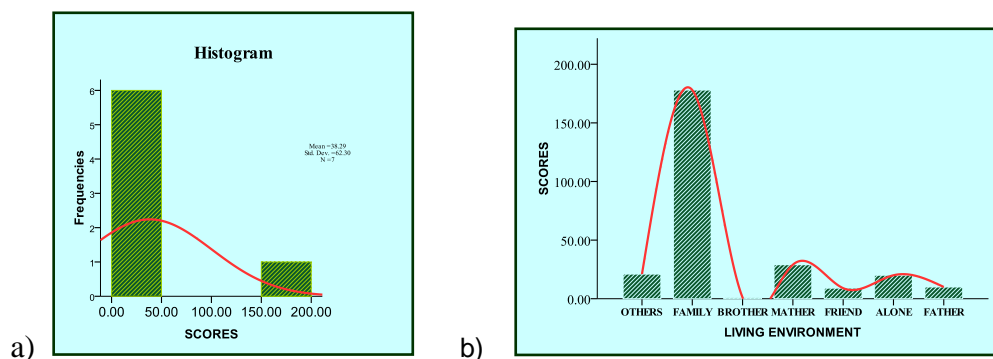 Histogram
Frequencies
6
5
4
3
2
1
0
Mean =38.29
Std. Dev. =62.30
N =7
0.00 50.00 100.00 150.00 200.00
SCORES
a)
SCORES
200.00
150.00
100.00
50.00
0.00
OTHERS FAMILY BROTHER MATHER FRIEND ALONE FATHER
LIVING ENVIRONMENT
b)